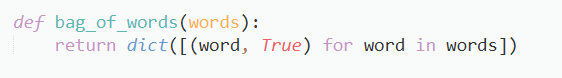 def bag_of_words(words):
    return dict([(word, True) for word in words])